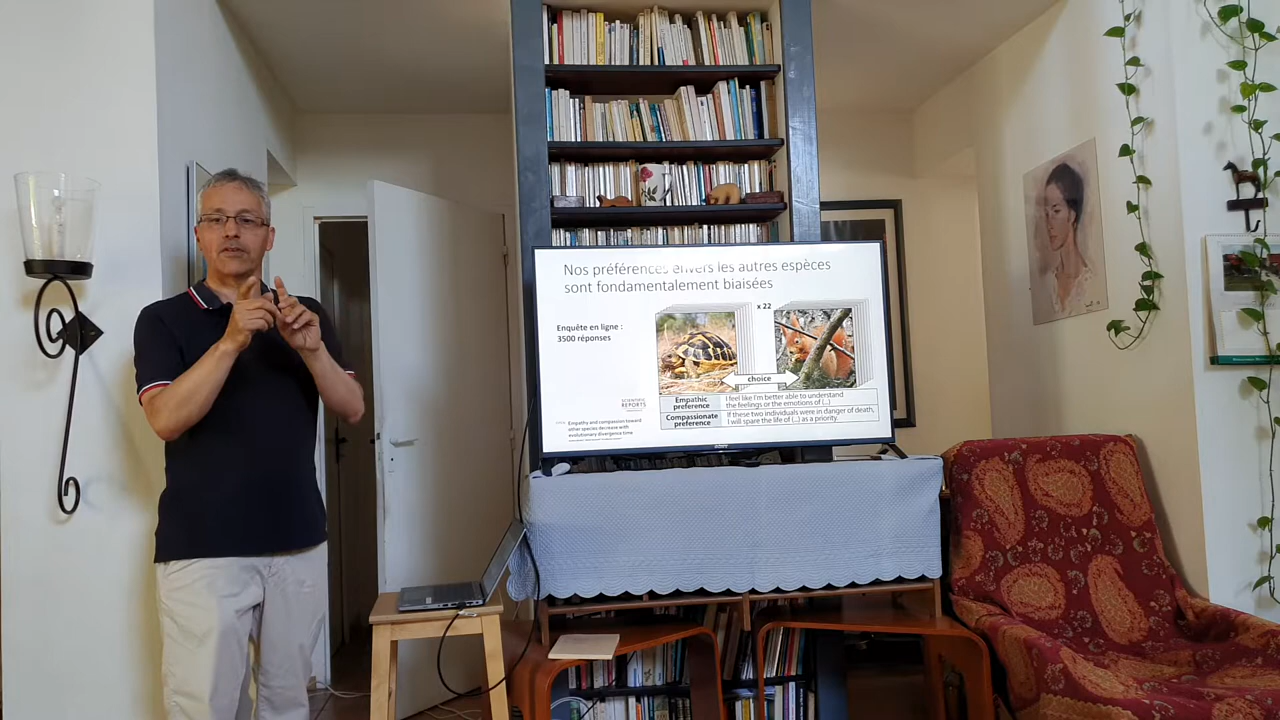 Nos préférences envers les autres espèces
sont fondamentalement biaisées
x 22
Enquête en ligne :
3500 réponses
choice
Empathic
preference
I feel like I'm better able to understand
the feelings or the emotions of (...)
Compassionate
preference
If these two individuals were in danger of death,
I will spare the life of (...) as a priority.
SCIENTIFIC
REPORTS
Empathy and compassion toward
other species decrease with
evolutionary divergence time